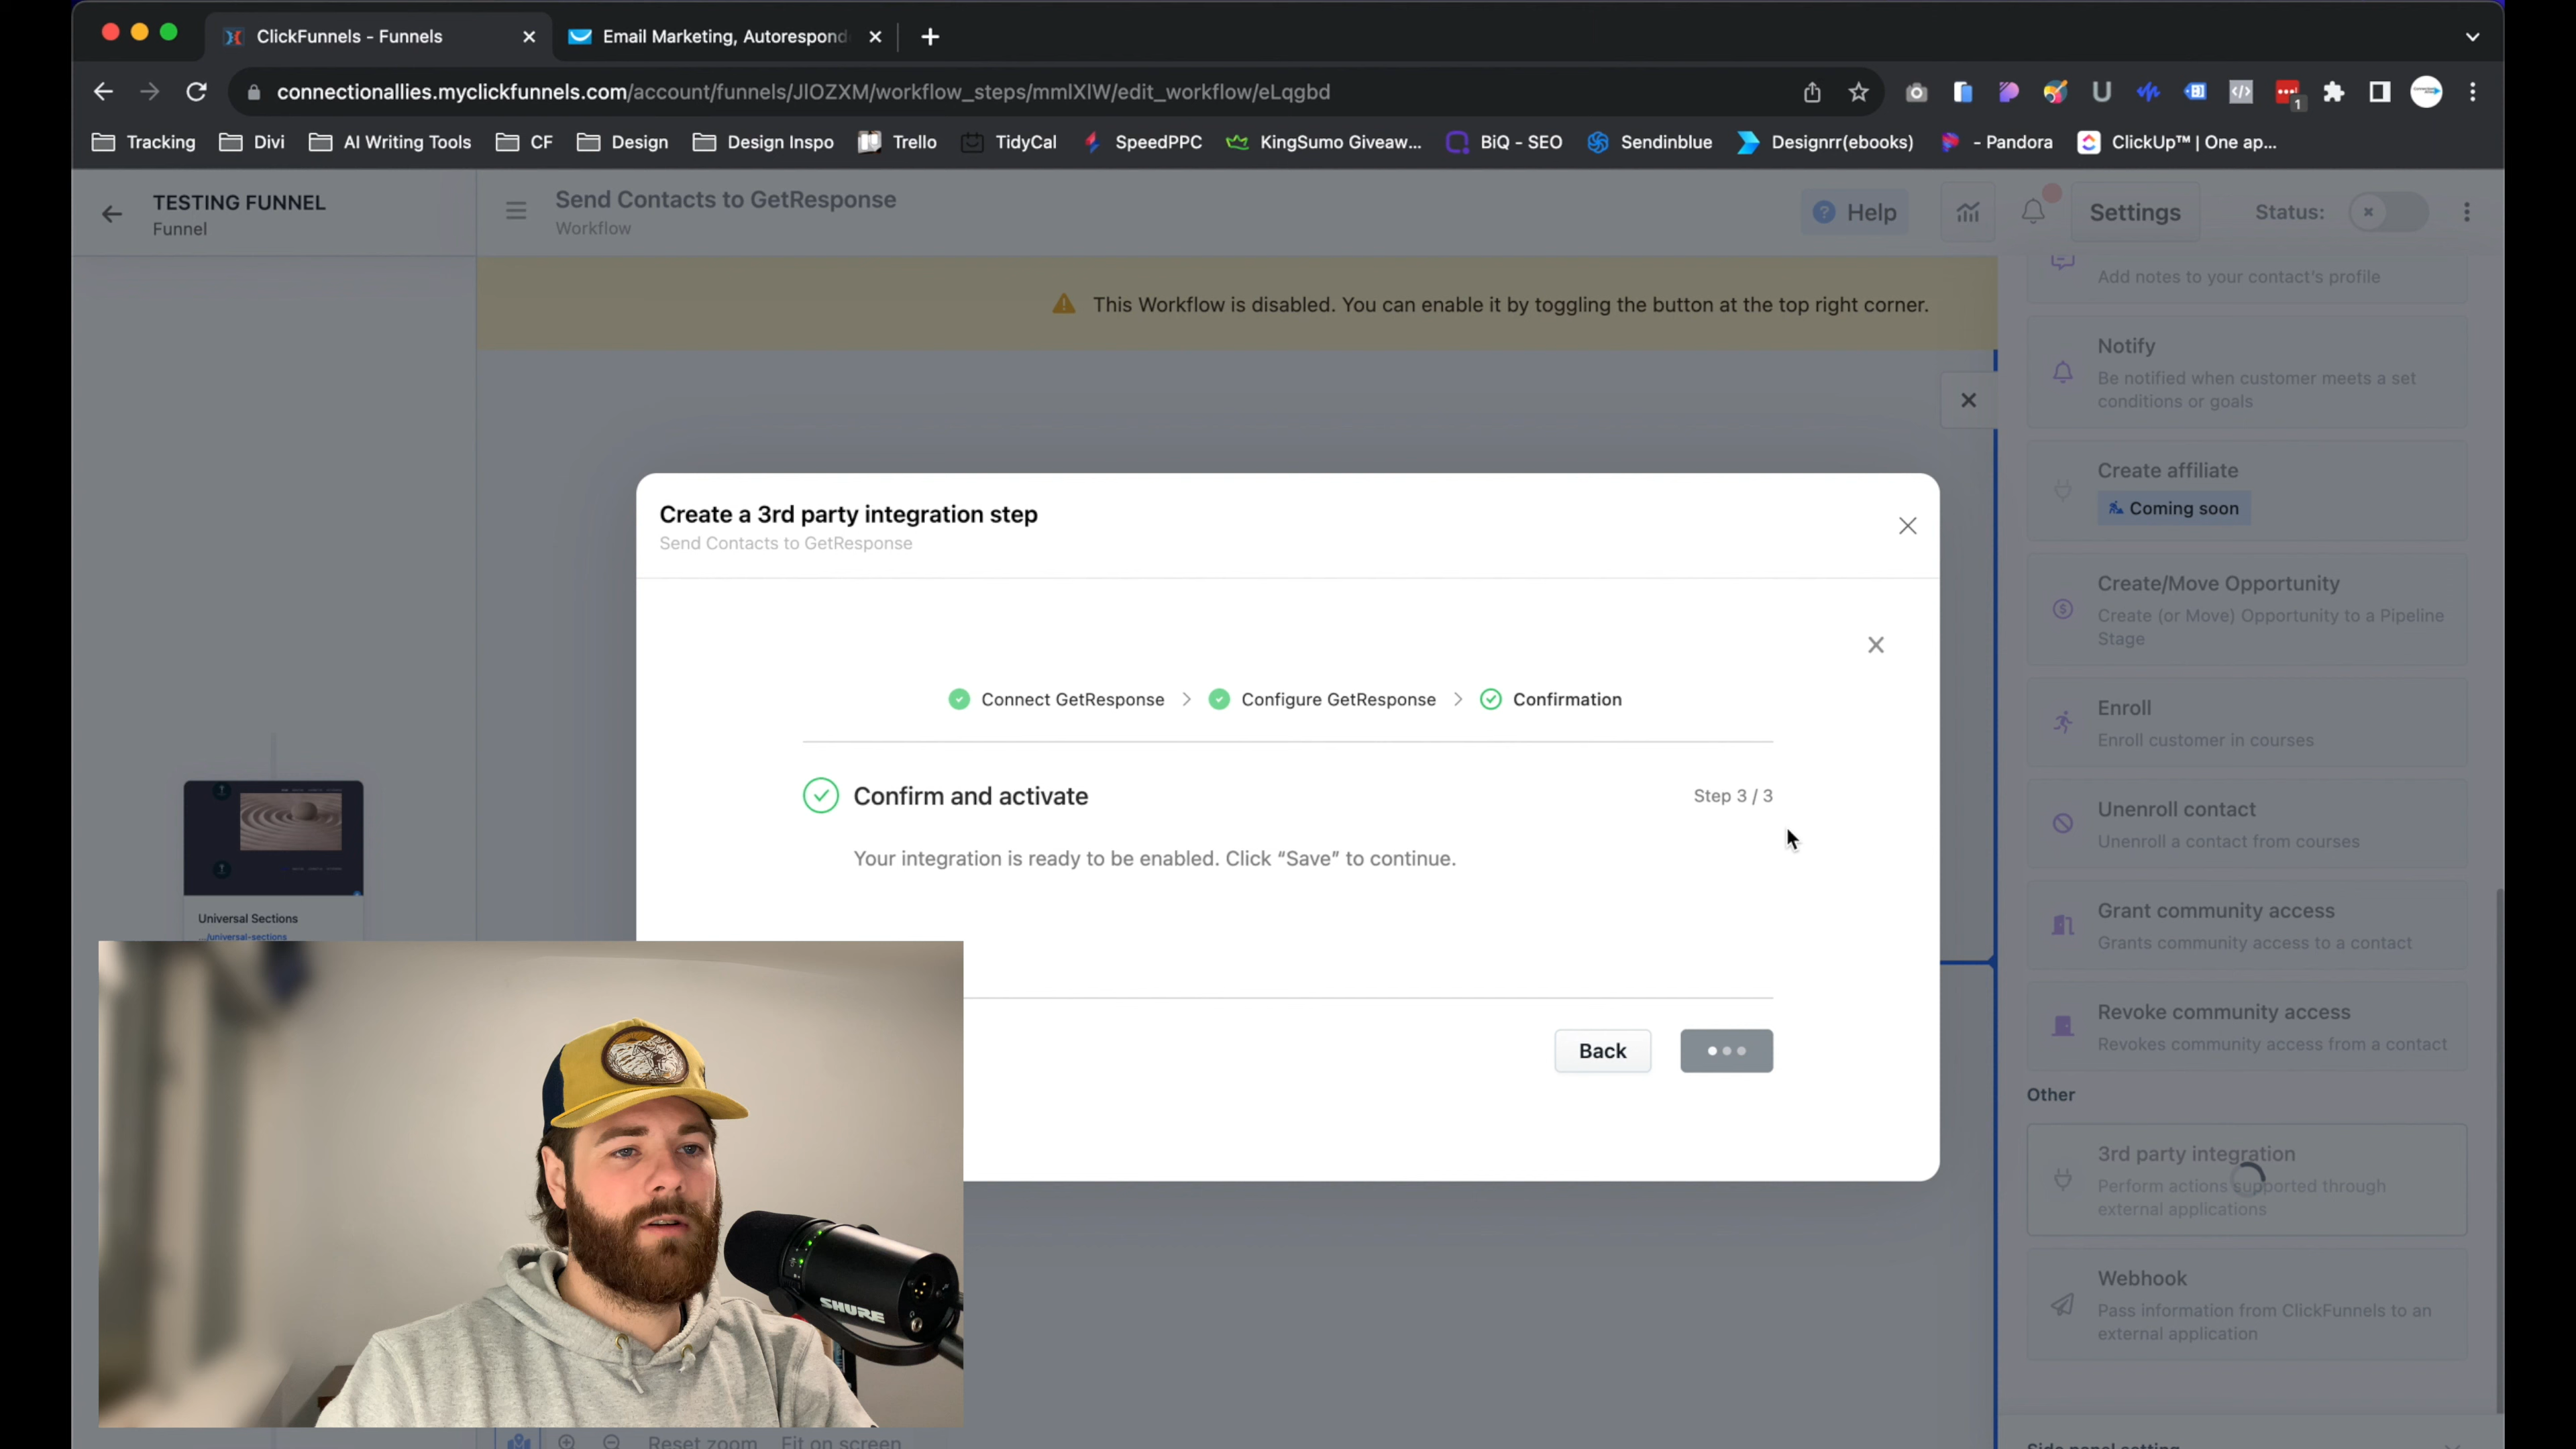 ClickFunnels - Funnels
Email Marketing, Autorespond
connectionallies.myclickfunnels.com/account/funnels/JlOZXM/workflow_steps/mmlXlW/edit_workflow/eLqgbd
1
Tracking
Divi
AI Writing Tools
CF
Design
Design Inspo
Trello
TidyCal
SpeedPPC
KingSumo Giveaw...
BiQ - SEO
Sendinblue
Designrr(ebooks)
- Pandora
ClickUp™ | One ap...
TESTING FUNNEL
Funnel
Send Contacts to GetResponse
Workflow
Help
Settings
Status:
This Workflow is disabled. You can enable it by toggling the button at the top right corner.
Add notes to your contact's profile
Notify
Be notified when customer meets a set
conditions or goals
Create affiliate
Coming soon
Create/Move Opportunity
Create (or Move) Opportunity to a Pipeline
Stage
Enroll
Enroll customer in courses
Unenroll contact
Unenroll a contact from courses
Grant community access
Grants community access to a contact
Revoke community access
Revokes community access from a contact
Other
3rd party integration
Perform actions supported through
external applications
Webhook
Pass information from ClickFunnels to an
external application
Side panel setting
Create a 3rd party integration step
Send Contacts to GetResponse
Connect GetResponse
Configure GetResponse
Confirmation
Confirm and activate
Step 3 / 3
Your integration is ready to be enabled. Click “Save” to continue.
Back
Universal Sections
.../universal-sections
SHURE
Reset zoom
Fit on screen